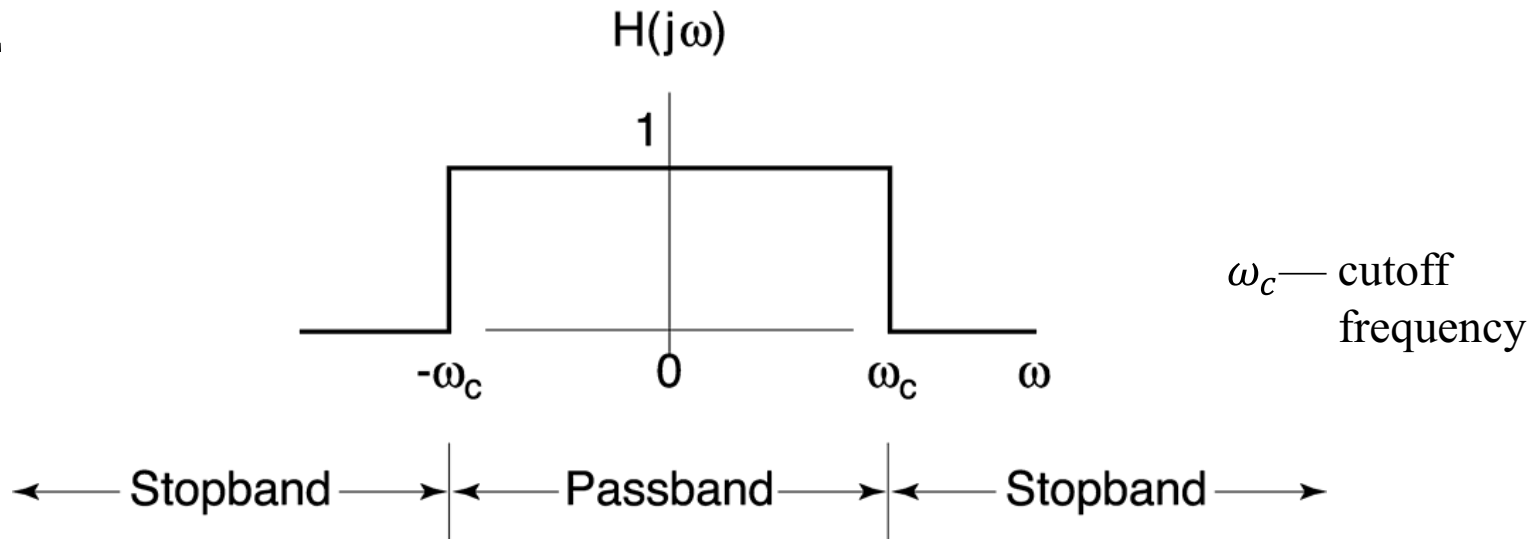 H(jω)
1
ω_c— cutoff
frequency
-ω_c
0
ω_c
ω
Stopband
Passband
Stopband